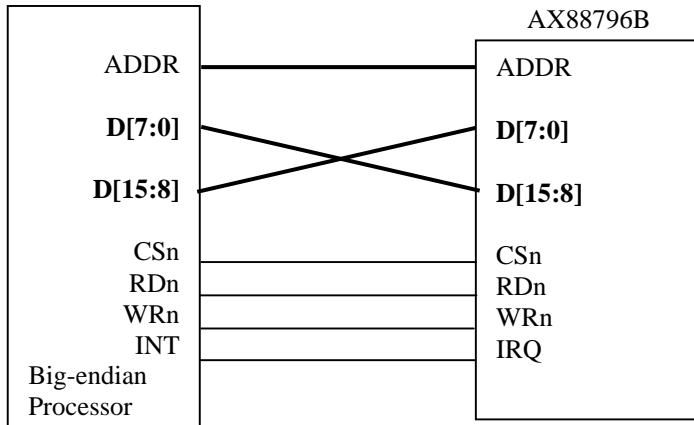 AX88796B
ADDR
D[7:0]
D[15:8]
CSn
RDn
WRn
INT
Big-endian
Processor
ADDR
D[7:0]
D[15:8]
CSn
RDn
WRn
IRQ